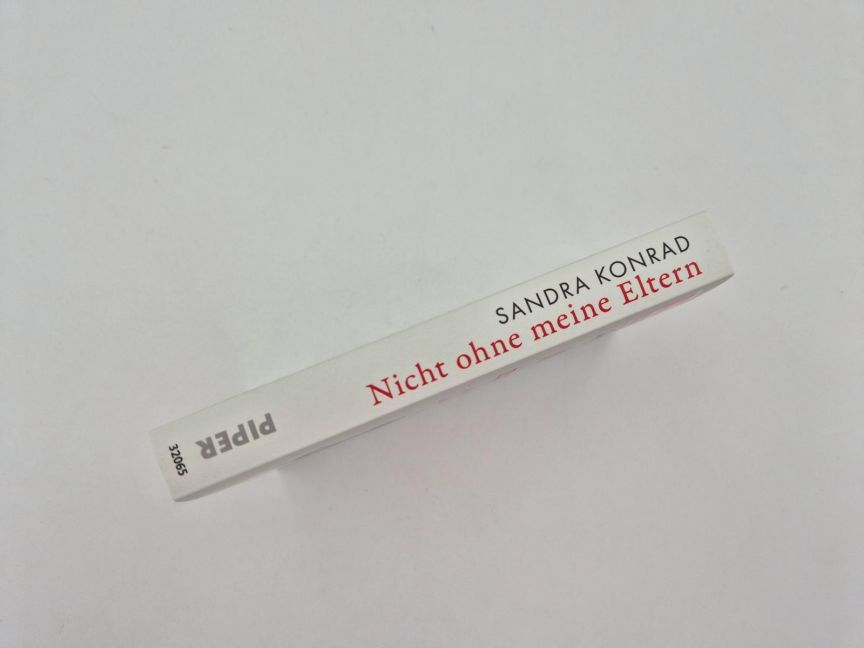 SANDRA KONRAD
Nicht ohne meine Eltern
PIPER
32065